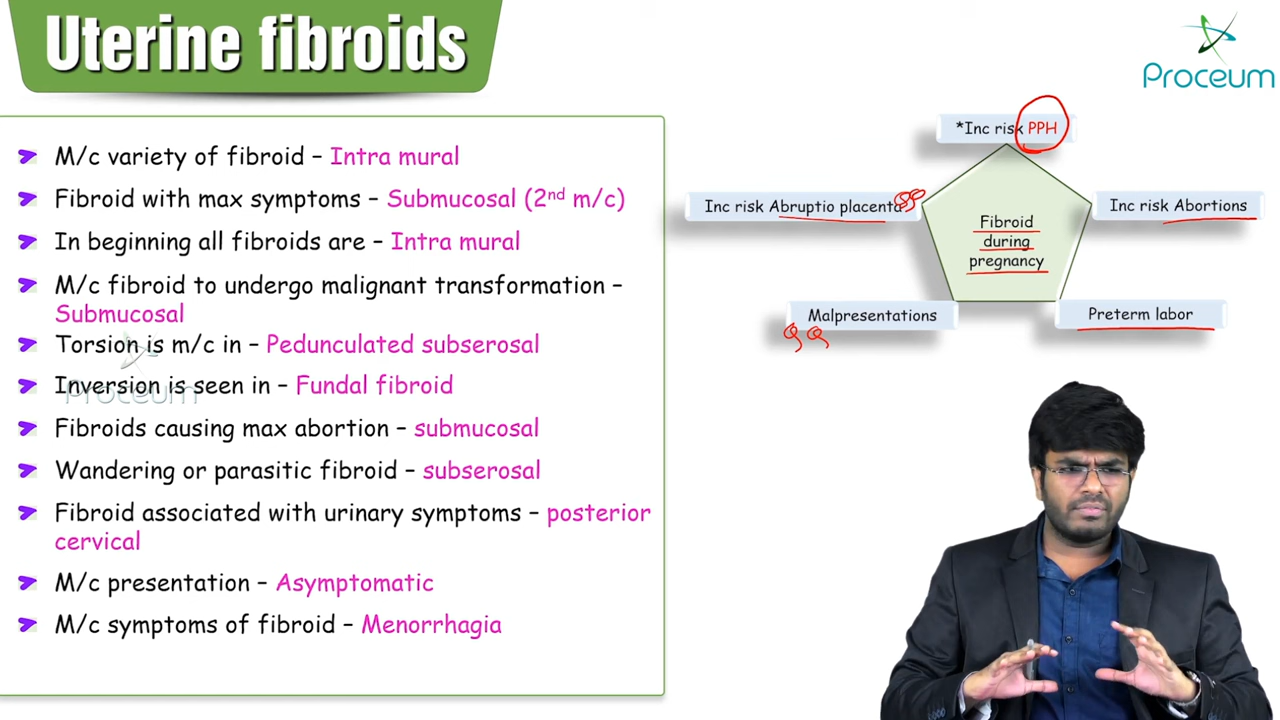 Uterine fibroids
Proceum
M/c variety of fibroid – Intra mural
Fibroid with max symptoms – Submucosal (2nd m/c)
In beginning all fibroids are – Intra mural
M/c fibroid to undergo malignant transformation –
Submucosal
Torsion is m/c in – Pedunculated subserosal
Inversion is seen in – Fundal fibroid
Proceum
Fibroids causing max abortion – submucosal
Wandering or parasitic fibroid – subserosal
Fibroid associated with urinary symptoms – posterior
cervical
M/c presentation – Asymptomatic
M/c symptoms of fibroid – Menorrhagia
*Inc risk PPH
Inc risk Abruptio placenta
Inc risk Abortions
Fibroid
during
pregnancy
Malpresentations
Preterm labor